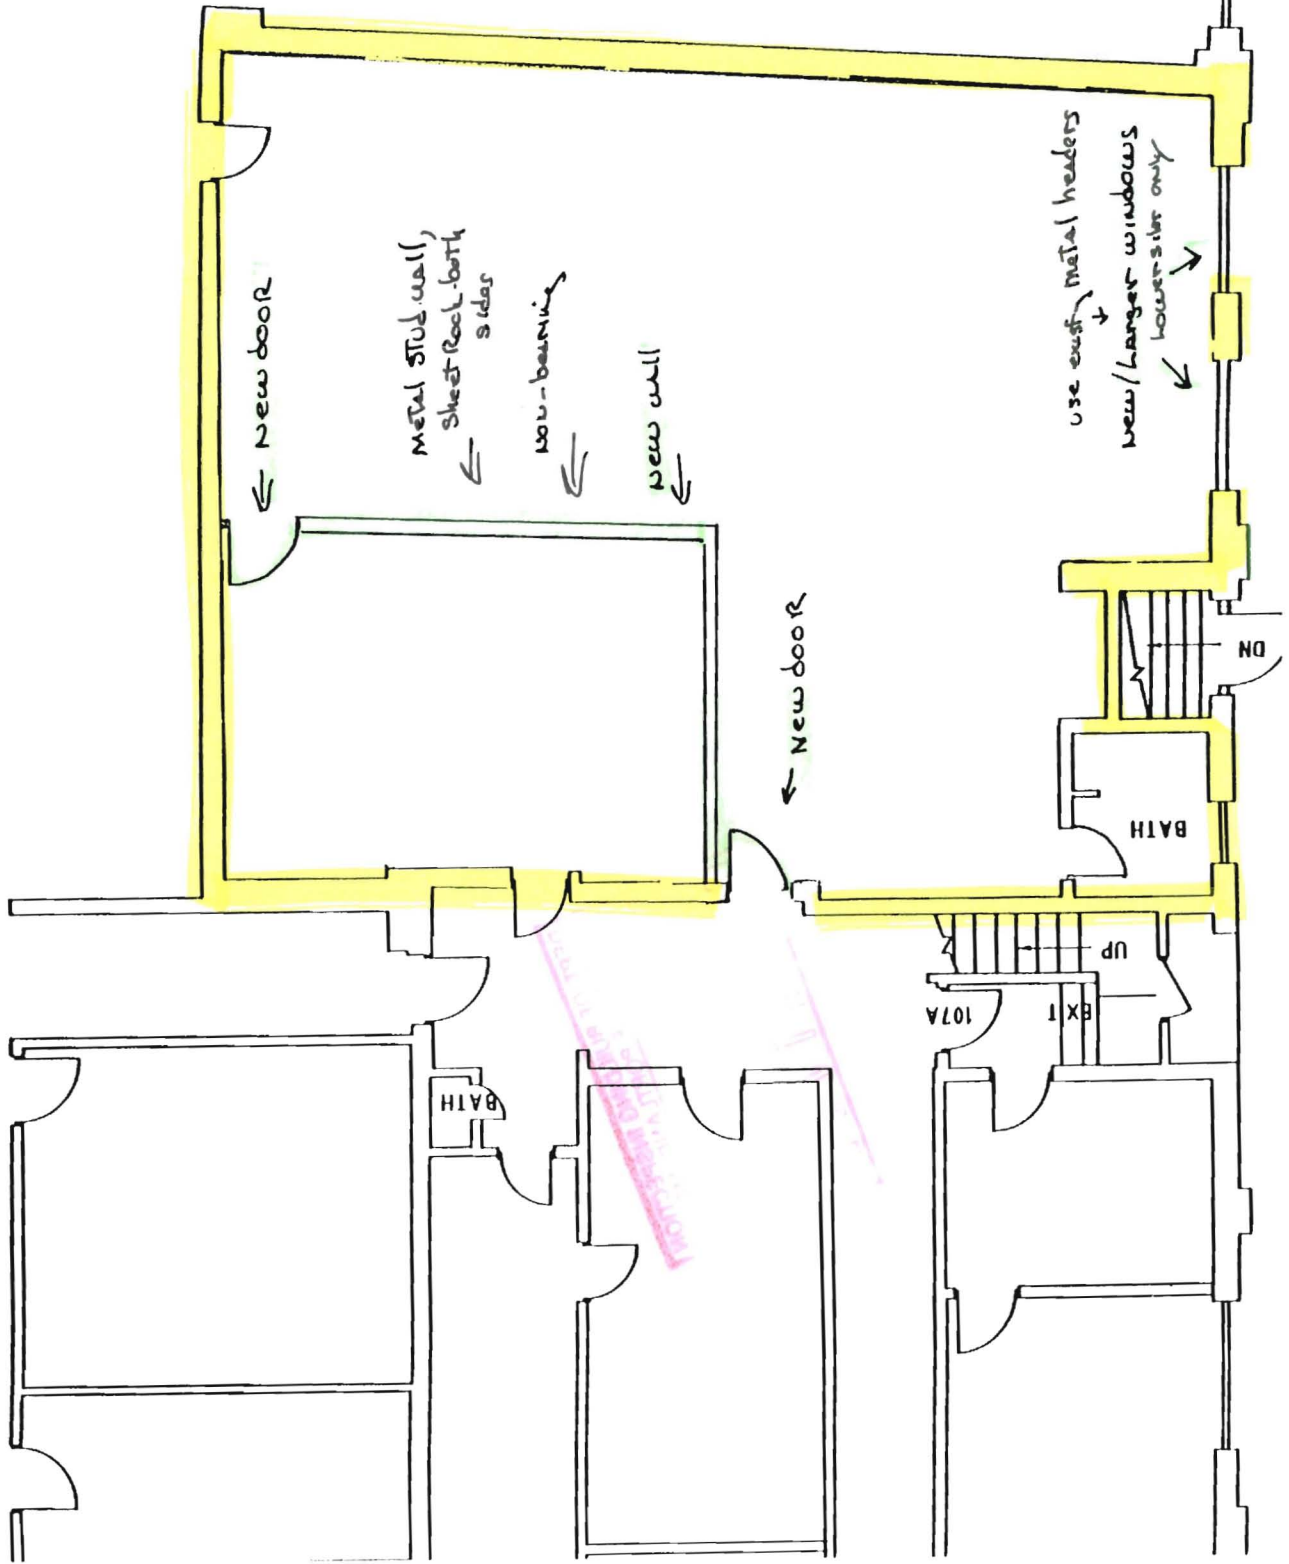 ← New dooR
Metal STUd wall,
Sheet Rock both
sides
←
NON-bearing
←
New wall
←
← New dooR
use exist, metal headers
+
New/Larger WINdOWS
Lower
only
DN
BATH
UP
EXIT
107A
BATH